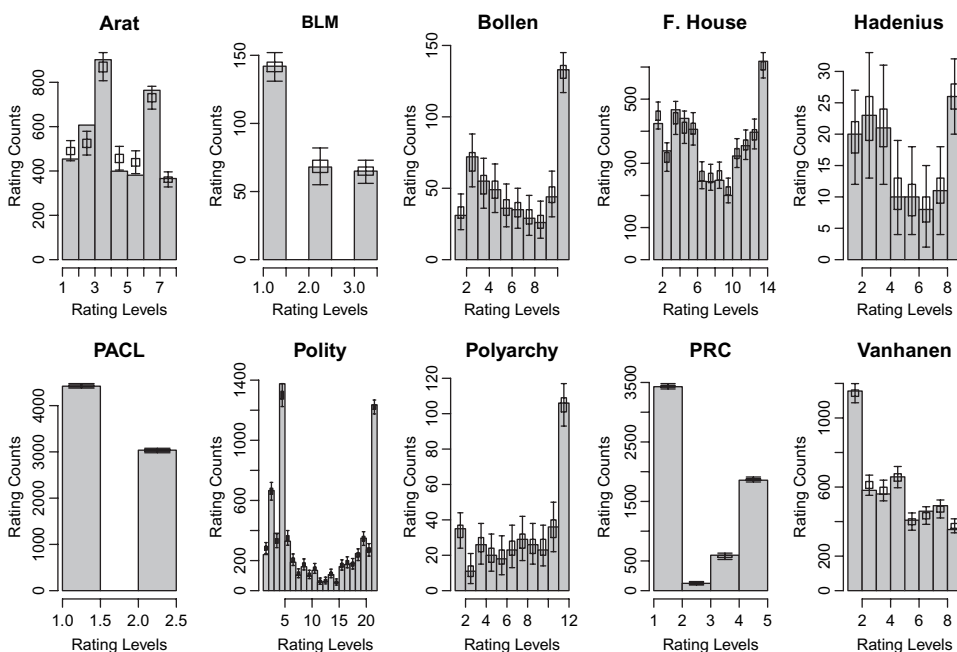 Arat
BLM
Bollen
F. House
Hadenius
Rating Counts
0 200 400 600 800
1 3 5 7
Rating Levels
Rating Counts
0 50 100 150
1.0 2.0 3.0
Rating Levels
Rating Counts
0 50 100 150
2 4 6 8
Rating Levels
Rating Counts
0 100 300 500
2 6 10 14
Rating Levels
Rating Counts
0 5 10 15 20 25 30
2 4 6 8
Rating Levels
PACL
Polity
Polyarchy
PRC
Vanhanen
Rating Counts
0 1000 2000 3000 4000
1.0 1.5 2.0 2.5
Rating Levels
Rating Counts
0 200 600 1000 1400
5 10 15 20
Rating Levels
Rating Counts
0 20 40 60 80 100 120
2 4 6 8 12
Rating Levels
Rating Counts
0 500 1500 2500 3500
1 2 3 4 5
Rating Levels
Rating Counts
0 200 600 1000
2 4 6 8
Rating Levels